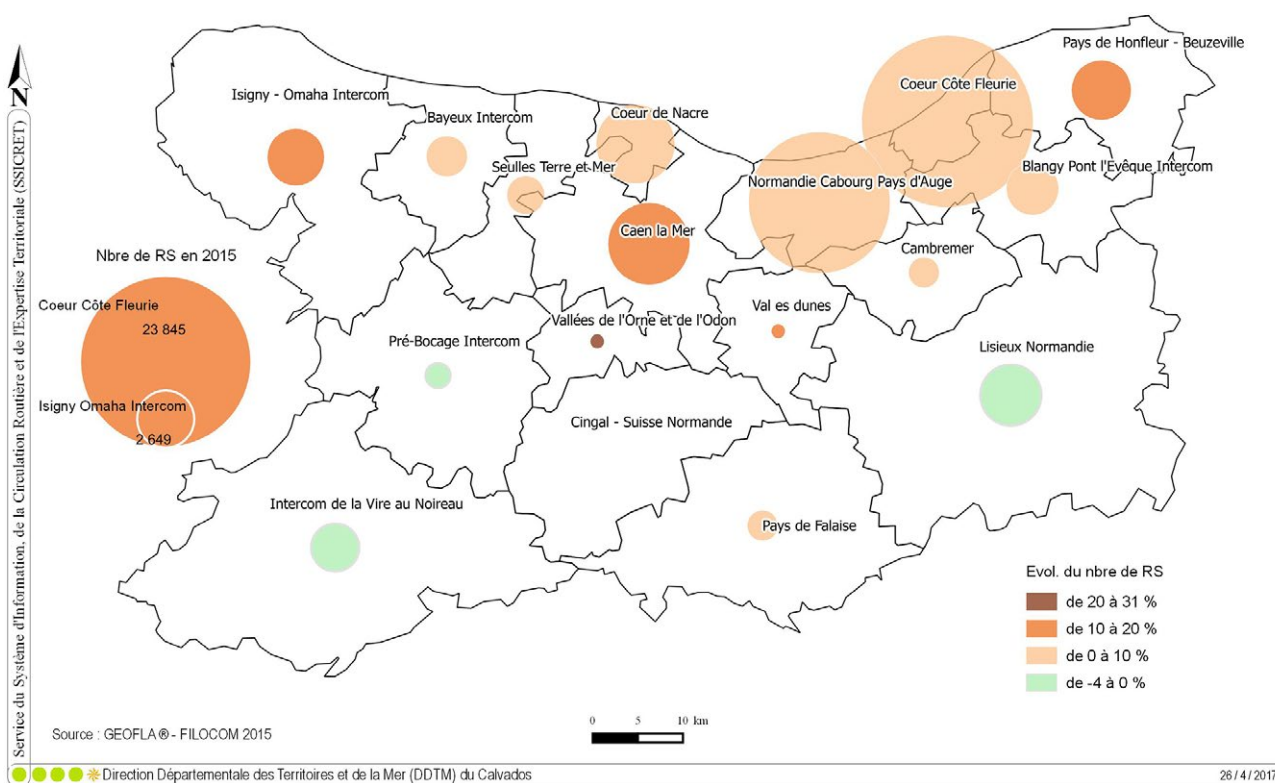 Pays de Honfleur - Beuzeville
Coeur Côte Fleurie
Isigny - Omaha Intercom
Bayeux Intercom
Coeur de Nacre
Seulles Terre et Mer
Blangy Pont l'Evêque Intercom
Normandie Cabourg Pays d'Auge
Caen la Mer
Cambremer
Nbre de RS en 2015
Coeur Côte Fleurie
23 845
Isigny Omaha Intercom
2 649
Val es dunes
Vallées de l'Orne et de l'Odon
Pré-Bocage Intercom
Lisieux Normandie
Cingal - Suisse Normande
Intercom de la Vire au Noireau
Pays de Falaise
Evol. du nbre de RS
de 20 à 31 %
de 10 à 20 %
de 0 à 10 %
de -4 à 0 %
N
Service du Système d'Information, de la Circulation Routière et de l'Expertise Territoriale (SSICRET)
0 5 10 km
Source : GEOFLA ® - FILOCOM 2015
Direction Départementale des Territoires et de la Mer (DDTM) du Calvados
26 / 4 / 2017